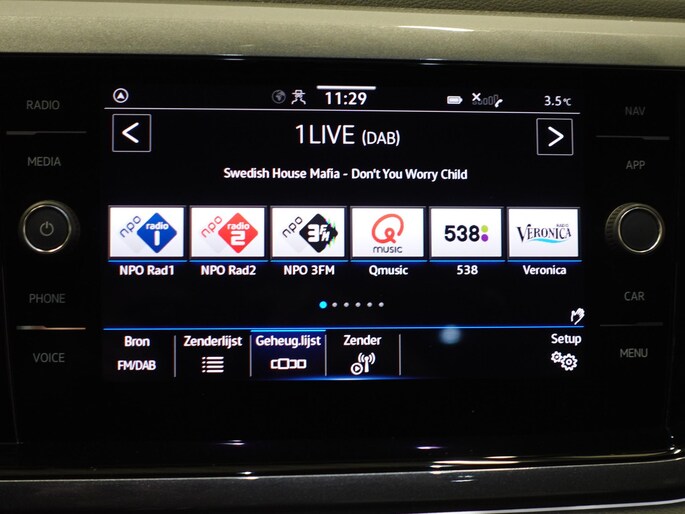 RADIO
MEDIA
PHONE
VOICE
11:29
3.5°C
NAV
APP
CAR
MENU
1LIVE (DAB)
Swedish House Mafia - Don't You Worry Child
npo radio 1
npo radio 2
npo 3FM
Q music
538
RADIO VERONICA
NPO Rad1
NPO Rad2
NPO 3FM
Qmusic
538
Veronica
Bron
FM/DAB
Zenderlijst
Geheug.lijst
Zender
Setup